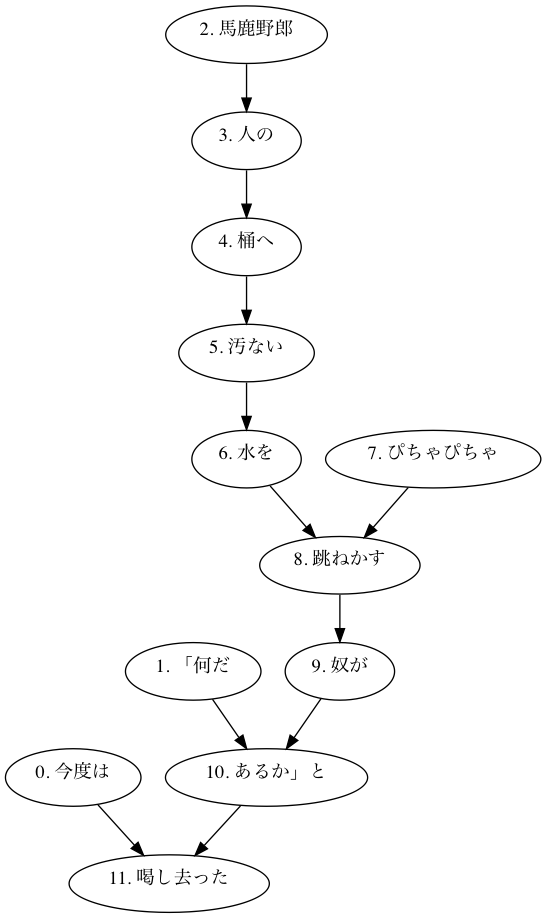 2. 馬鹿野郎
3. 人の
4. 桶へ
5. 汚ない
6. 水を
7. ぴちゃぴちゃ
8. 跳ねかす
1. 「何だ
9. 奴が
0. 今度は
10. あるか」と
11. 喝し去った